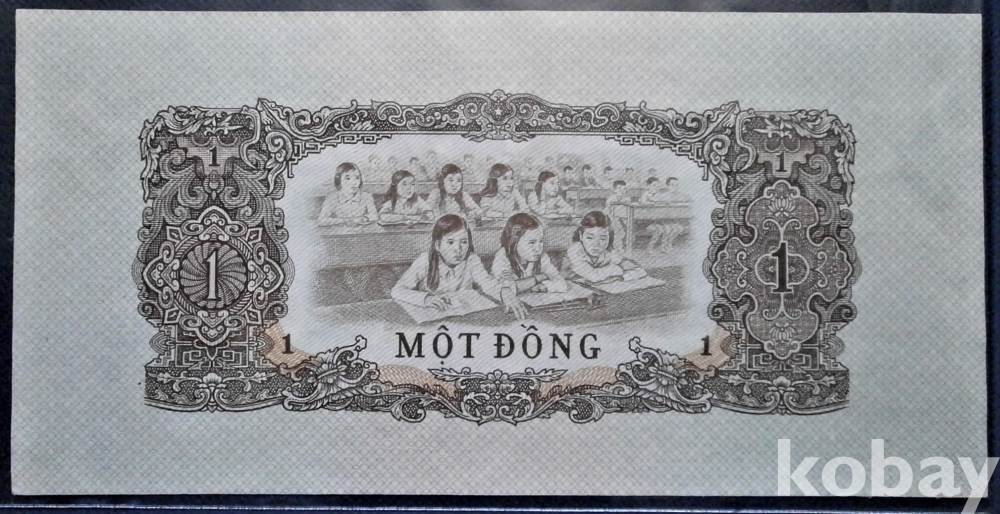 1 1
1 1
1 MỘT ĐỒNG 1
kobay